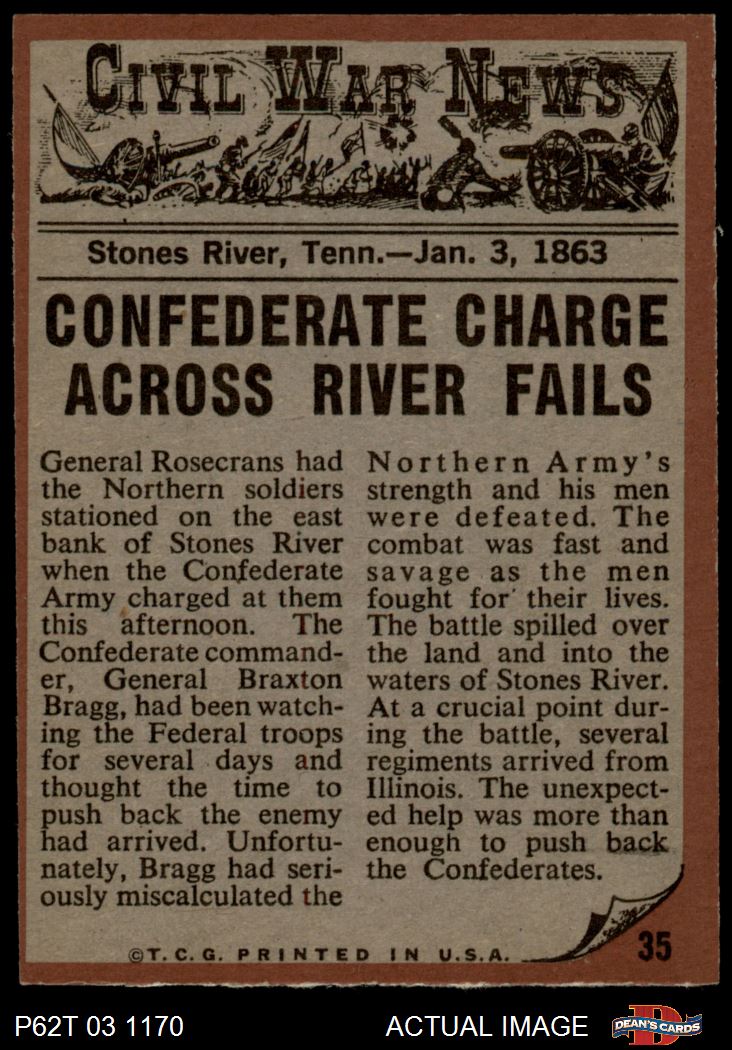 CIVIL WAR NEWS
Stones River, Tenn.—Jan. 3, 1863
CONFEDERATE CHARGE
ACROSS RIVER FAILS
General Rosecrans had
the Northern soldiers
stationed on the east
bank of Stones River
when the Confederate
Army charged at them
this afternoon. The
Confederate command-
er, General Braxton
Bragg, had been watch-
ing the Federal troops
for several days and
thought the time to
push back the enemy
had arrived. Unfortu-
nately, Bragg had seri-
ously miscalculated the
Northern Army's
strength and his men
were defeated. The
combat was fast and
savage as the men
fought for their lives.
The battle spilled over
the land and into the
waters of Stones River.
At a crucial point dur-
ing the battle, several
regiments arrived from
Illinois. The unexpect-
ed help was more than
enough to push back
the Confederates.
©T.C.G. PRINTED IN U.S.A.
35
P62T 03 1170
ACTUAL IMAGE
D
DEAN'S CARDS